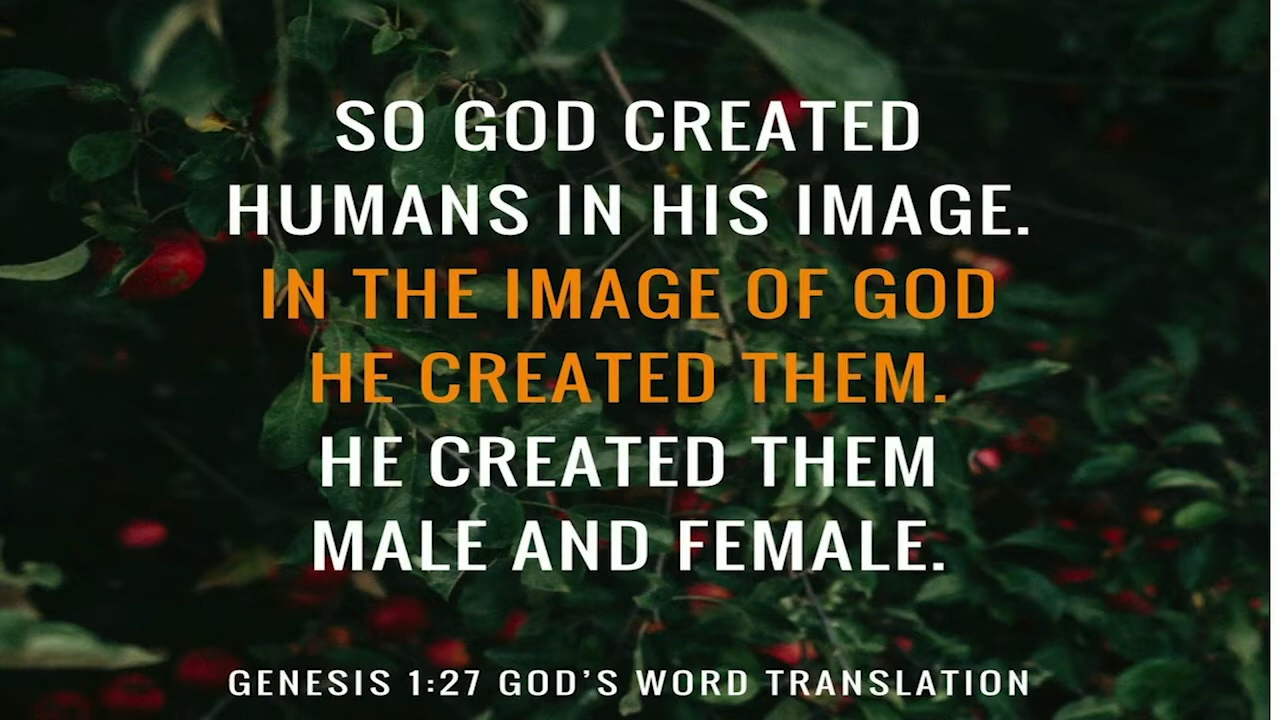 SO GOD CREATED
HUMANS IN HIS IMAGE.
IN THE IMAGE OF GOD
HE CREATED THEM.
HE CREATED THEM
MALE AND FEMALE.
GENESIS 1:27 GOD’S WORD TRANSLATION